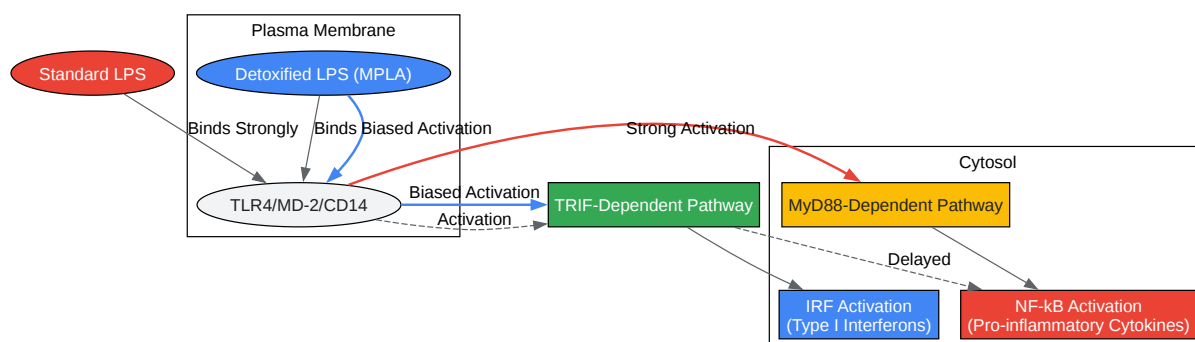 Plasma Membrane
Standard LPS
Detoxified LPS (MPLA)
Binds Strongly
Binds
Biased Activation
Strong Activation
Cytosol
TLR4/MD-2/CD14
Biased Activation
Activation
TRIF-Dependent Pathway
MyD88-Dependent Pathway
Delayed
IRF Activation
(Type I Interferons)
NF-kB Activation
(Pro-inflammatory Cytokines)